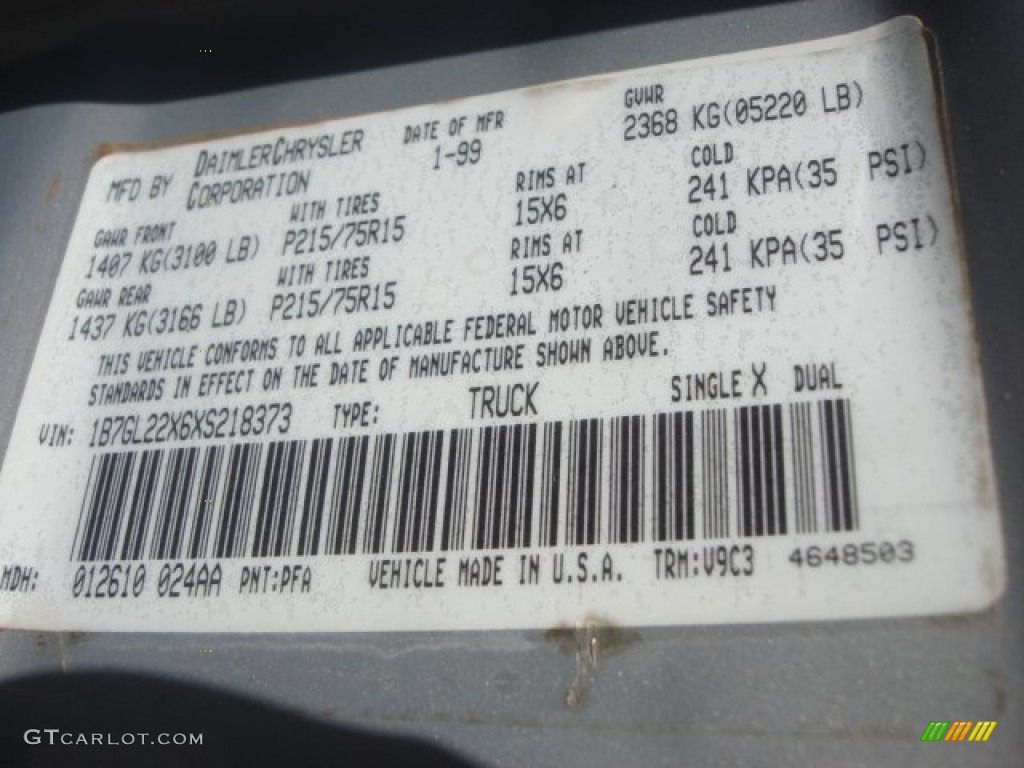 MFD BY DAIMLERCHRYSLER CORPORATION DATE OF MFR 1-99 GVWR 2368 KG(05220 LB)
GAWR FRONT WITH TIRES RIMS AT COLD
1407 KG(3100 LB) P215/75R15 15X6 241 KPA(35 PSI)
GAWR REAR WITH TIRES RIMS AT COLD
1437 KG(3166 LB) P215/75R15 15X6 241 KPA(35 PSI)
THIS VEHICLE CONFORMS TO ALL APPLICABLE FEDERAL MOTOR VEHICLE SAFETY
STANDARDS IN EFFECT ON THE DATE OF MANUFACTURE SHOWN ABOVE.
VIN: 1B7GL22X6XS218373 TYPE: TRUCK SINGLE X DUAL
MDH: 012610 024AA PNT:PFA VEHICLE MADE IN U.S.A. TRM:V9C3 4648503
GTCARLOT.COM